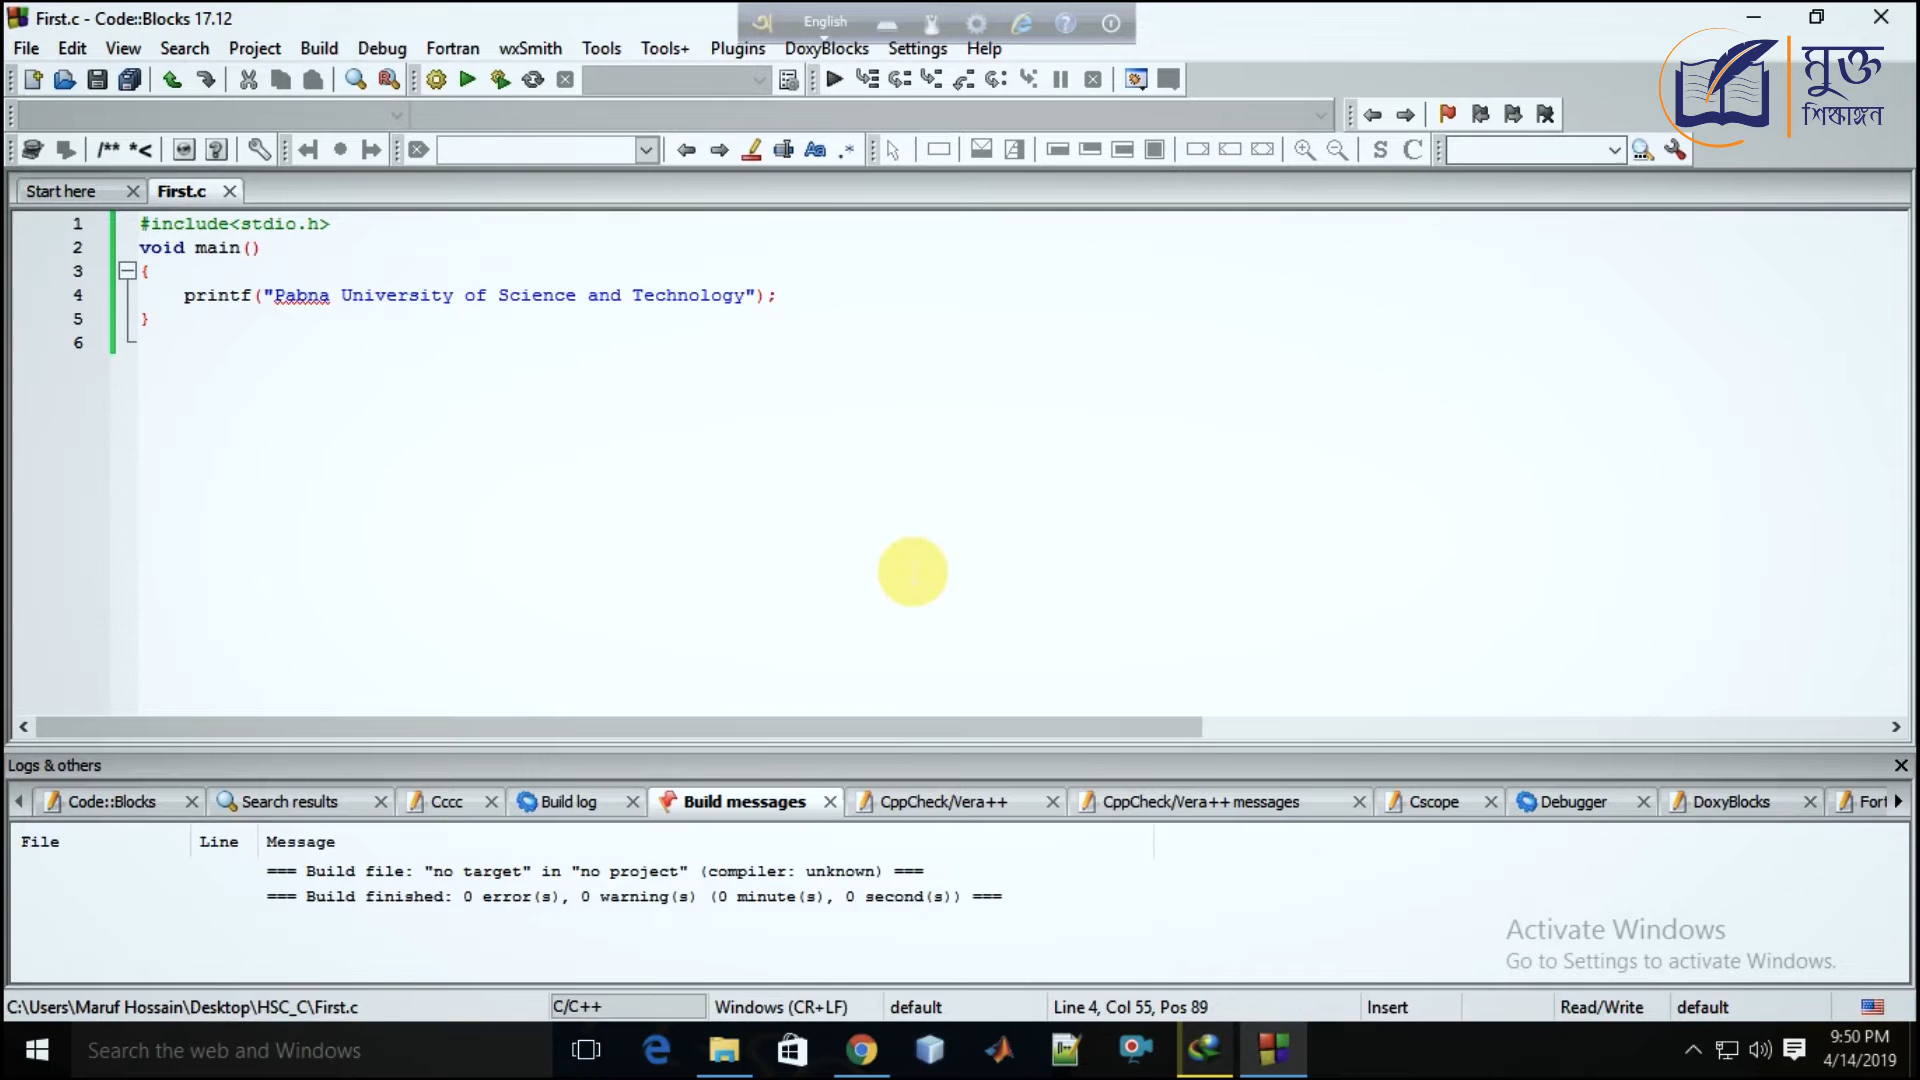 First.c - Code::Blocks 17.12
English
File Edit View Search Project Build Debug Fortran wxSmith Tools Tools+ Plugins DoxyBlocks Settings Help
মুক্ত
শিক্ষাঙ্গন
/** *<
Aa .* S C
Start here First.c
1 #include<stdio.h>
2 void main()
3 {
4 printf("Pabna University of Science and Technology");
5 }
6
Logs & others
Code::Blocks Search results Cccc Build log Build messages CppCheck/Vera++ CppCheck/Vera++ messages Cscope Debugger DoxyBlocks Fort
File Line Message
=== Build file: "no target" in "no project" (compiler: unknown) ===
=== Build finished: 0 error(s), 0 warning(s) (0 minute(s), 0 second(s)) ===
Activate Windows
Go to Settings to activate Windows.
C:\Users\Maruf Hossain\Desktop\HSC_C\First.c C/C++ Windows (CR+LF) default Line 4, Col 55, Pos 89 Insert Read/Write default
Search the web and Windows
9:50 PM
4/14/2019